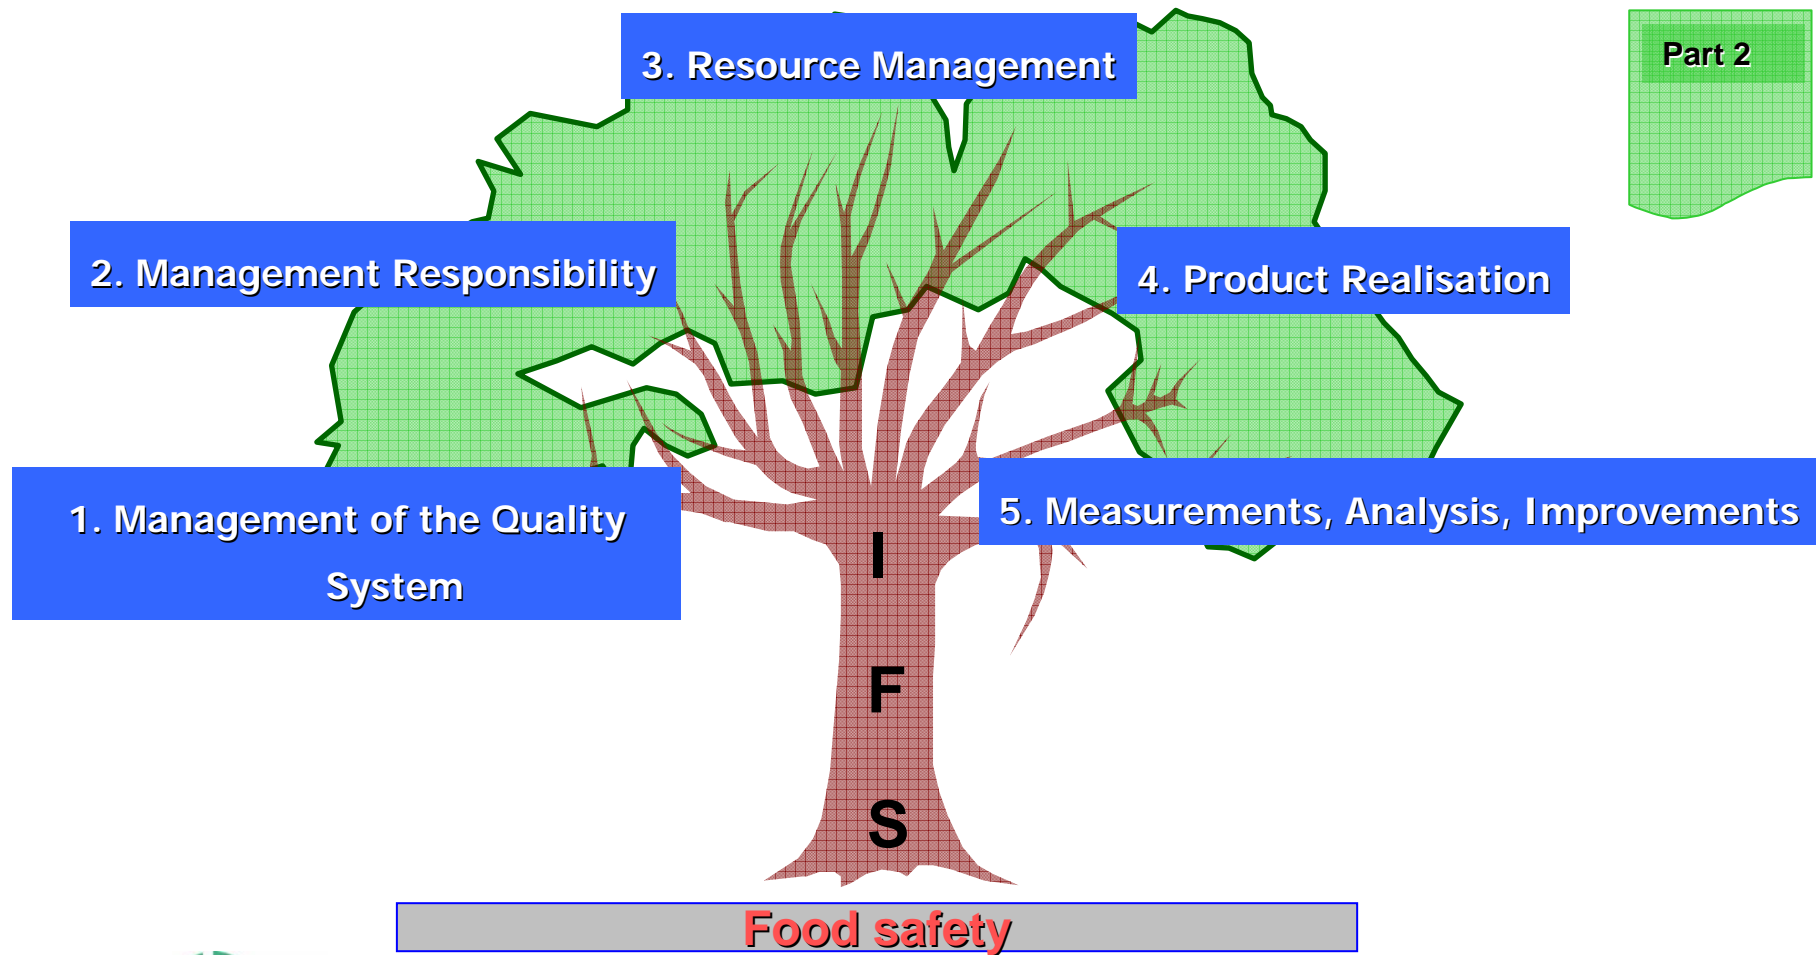 Part 2
3. Resource Management
2. Management Responsibility
4. Product Realisation
1. Management of the Quality
System
5. Measurements, Analysis, Improvements
I
F
S
Food safety